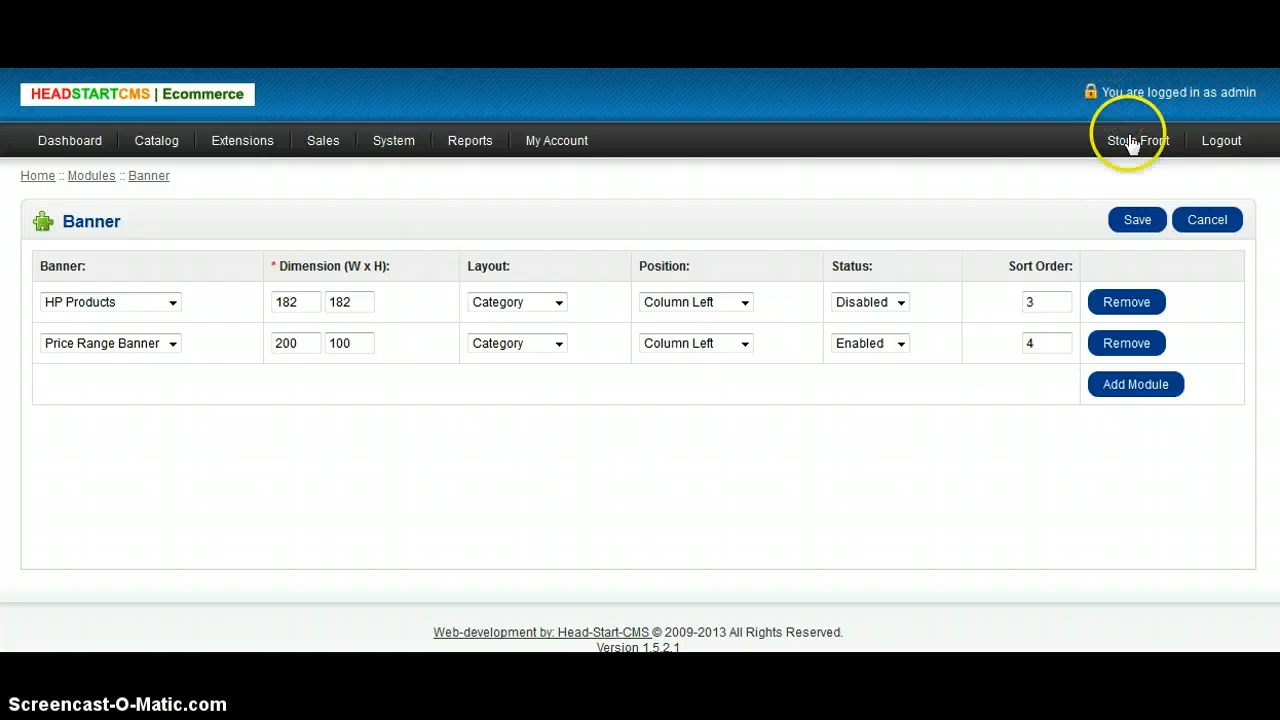 HEADSTARTCMS | Ecommerce
You are logged in as admin
Dashboard Catalog Extensions Sales System Reports My Account Store Front Logout
Home :: Modules :: Banner
Banner
Save Cancel
Banner: * Dimension (W x H): Layout: Position: Status: Sort Order:
HP Products 182 182 Category Column Left Disabled 3 Remove
Price Range Banner 200 100 Category Column Left Enabled 4 Remove
Add Module
Web-development by: Head-Start-CMS © 2009-2013 All Rights Reserved.
Version 1.5.2.1
Screencast-O-Matic.com